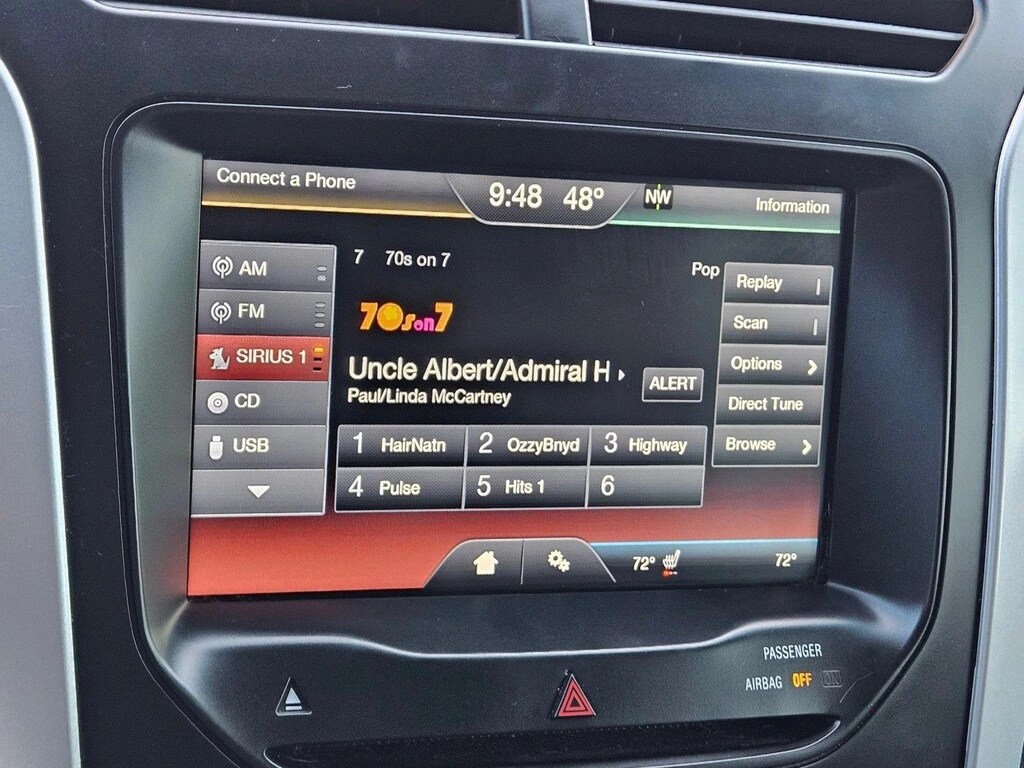 Connect a Phone
9:48 48°
NW
Information
AM
FM
SIRIUS 1
CD
USB
7 70s on 7
Pop
70s on 7
Uncle Albert/Admiral H
Paul/Linda McCartney
ALERT
1 HairNatn
2 OzzyBnyd
3 Highway
4 Pulse
5 Hits 1
6
Replay
Scan
Options
Direct Tune
Browse
72°
72°
PASSENGER
AIRBAG OFF ON